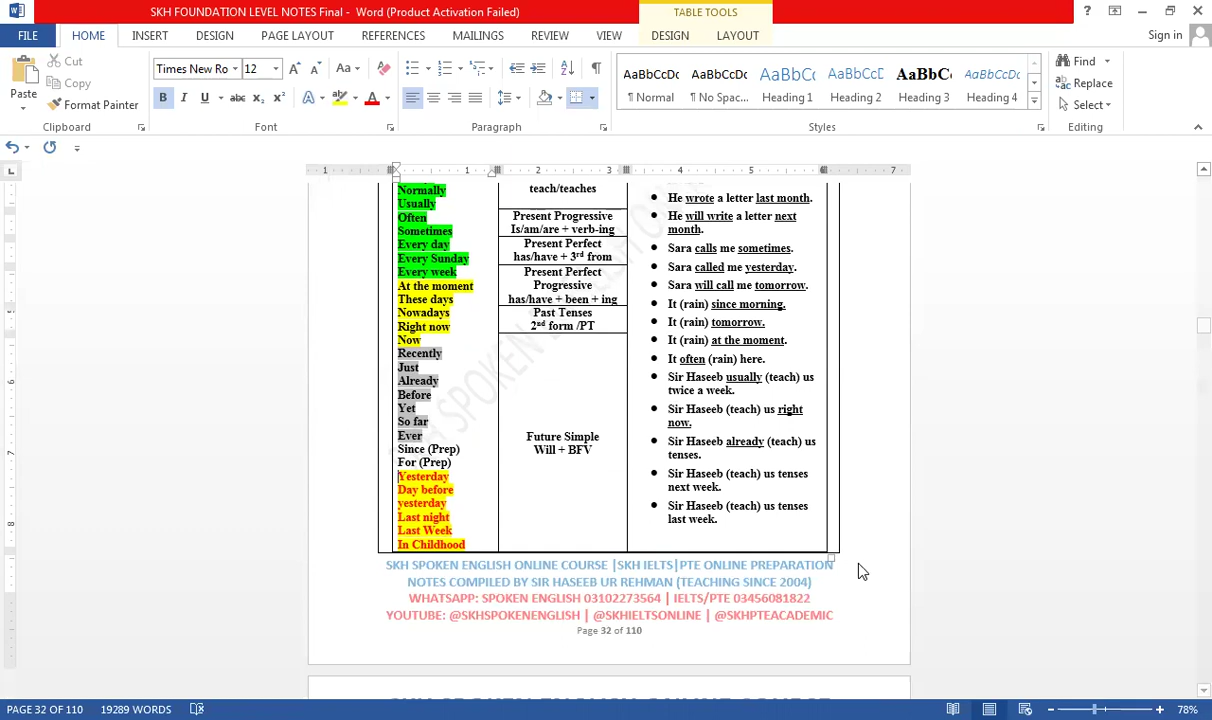 SKH FOUNDATION LEVEL NOTES Final - Word (Product Activation Failed)
TABLE TOOLS
Sign in
FILE HOME INSERT DESIGN PAGE LAYOUT REFERENCES MAILINGS REVIEW VIEW DESIGN LAYOUT
Paste
Cut
Copy
Format Painter
Clipboard
Times New Ro 12
Font
Paragraph
AaBbCcDc AaBbCcDc AaBbCc AaBbCcDc AaBbC AaBbCcDc
¶ Normal ¶ No Spac... Heading 1 Heading 2 Heading 3 Heading 4
Styles
Find
Replace
Select
Editing
1 1 2 3 4 5 6 7
Normally
Usually
Often
Sometimes
Every day
Every Sunday
Every week
At the moment
These days
Nowadays
Right now
Now
Recently
Just
Already
Before
Yet
So far
Ever
Since (Prep)
For (Prep)
Yesterday
Day before
yesterday
Last night
Last Week
In Childhood
teach/teaches
Present Progressive
Is/am/are + verb-ing
Present Perfect
has/have + 3rd from
Present Perfect
Progressive
has/have + been + ing
Past Tenses
2nd form /PT
Future Simple
Will + BFV
He wrote a letter last month.
He will write a letter next
month.
Sara calls me sometimes.
Sara called me yesterday.
Sara will call me tomorrow.
It (rain) since morning.
It (rain) tomorrow.
It (rain) at the moment.
It often (rain) here.
Sir Haseeb usually (teach) us
twice a week.
Sir Haseeb (teach) us right
now.
Sir Haseeb already (teach) us
tenses.
Sir Haseeb (teach) us tenses
next week.
Sir Haseeb (teach) us tenses
last week.
SKH SPOKEN ENGLISH ONLINE COURSE |SKH IELTS|PTE ONLINE PREPARATION
NOTES COMPILED BY SIR HASEEB UR REHMAN (TEACHING SINCE 2004)
WHATSAPP: SPOKEN ENGLISH 03102273564 | IELTS/PTE 03456081822
YOUTUBE: @SKHSPOKENENGLISH | @SKHIELTSONLINE | @SKHPTEACADEMIC
Page 32 of 110
PAGE 32 OF 110 19289 WORDS 78%